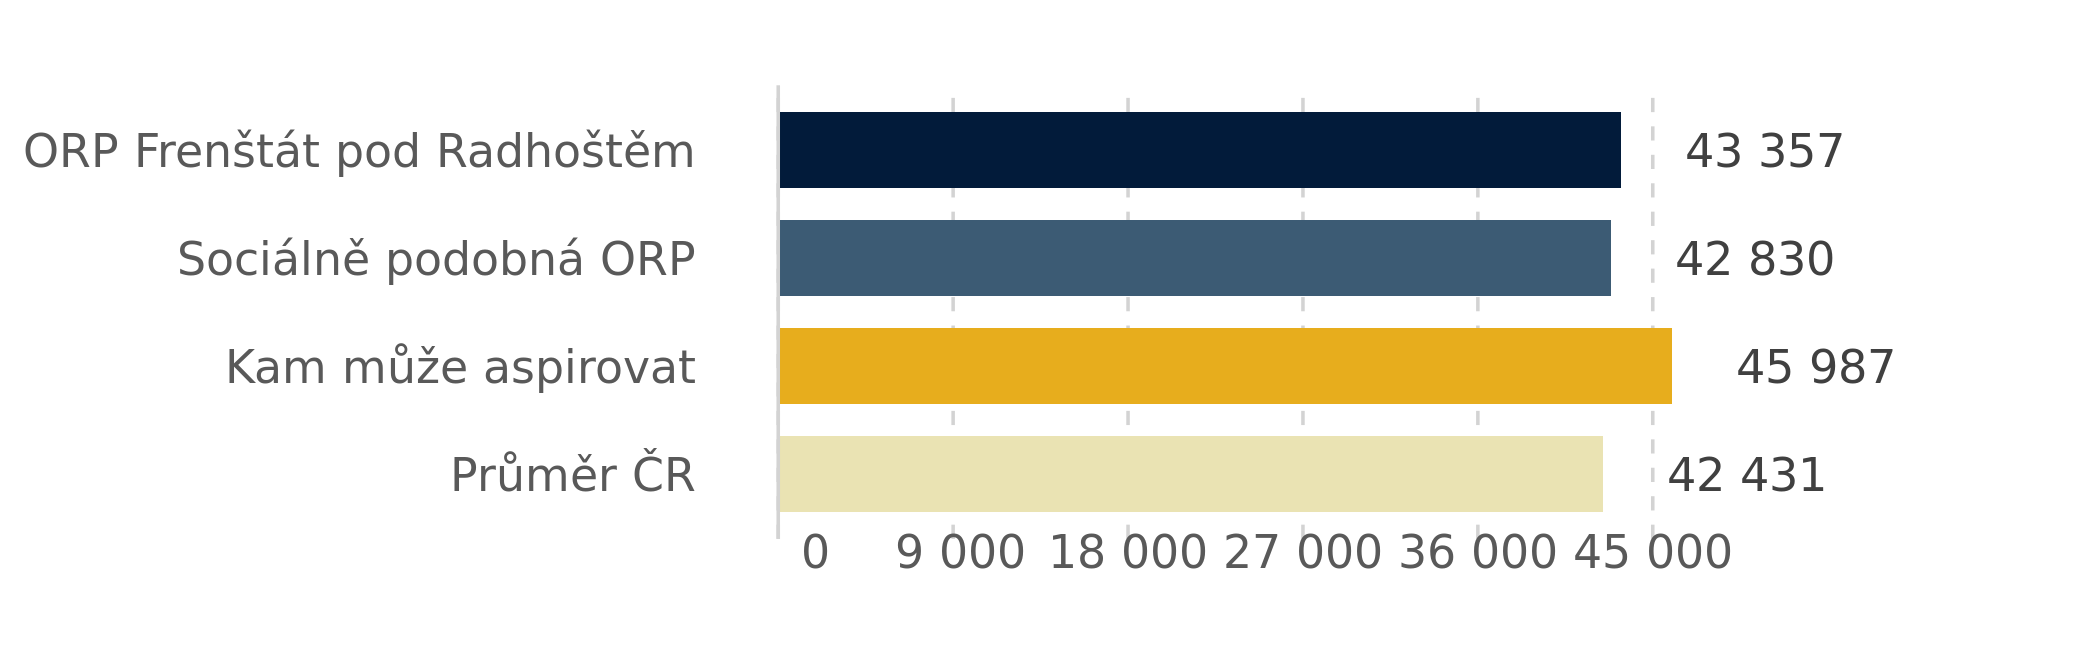 ORP Frenštát pod Radhoštěm 43 357
Sociálně podobná ORP 42 830
Kam může aspirovat 45 987
Průměr ČR 42 431
0 9 000 18 000 27 000 36 000 45 000